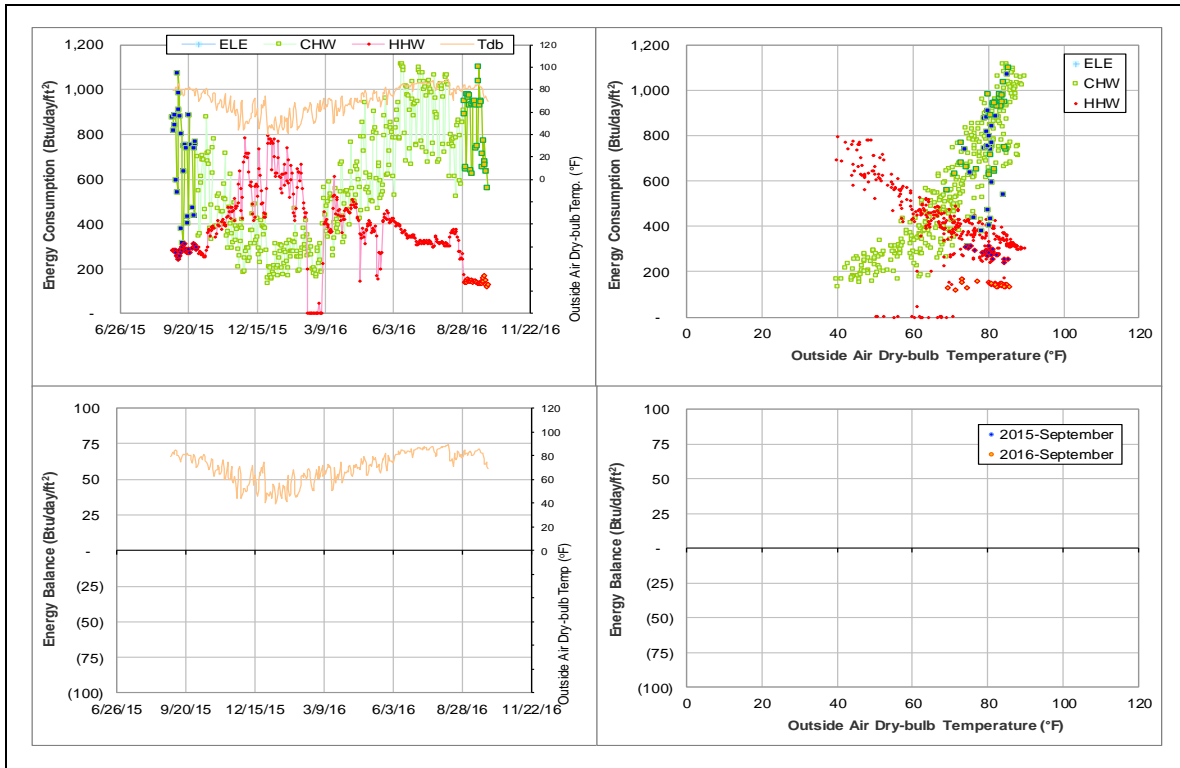 ELE CHW HHW Tdb
Energy Consumption (Btu/day/ft²)
1,200
1,000
800
600
400
200
-
120
100
80
60
40
20
0
Outside Air Dry-bulb Temp. (°F)
6/26/15 9/20/15 12/15/15 3/9/16 6/3/16 8/28/16 11/22/16
Energy Consumption (Btu/day/ft²)
1,200
1,000
800
600
400
200
-
ELE
CHW
HHW
0 20 40 60 80 100 120
Outside Air Dry-bulb Temperature (°F)
Energy Balance (Btu/day/ft²)
100
75
50
25
-
(25)
(50)
(75)
(100)
120
100
80
60
40
20
0
Outside Air Dry-bulb Temp (°F)
6/26/15 9/20/15 12/15/15 3/9/16 6/3/16 8/28/16 11/22/16
Energy Balance (Btu/day/ft²)
100
75
50
25
-
(25)
(50)
(75)
(100)
2015-September
2016-September
0 20 40 60 80 100 120
Outside Air Dry-bulb Temperature (°F)